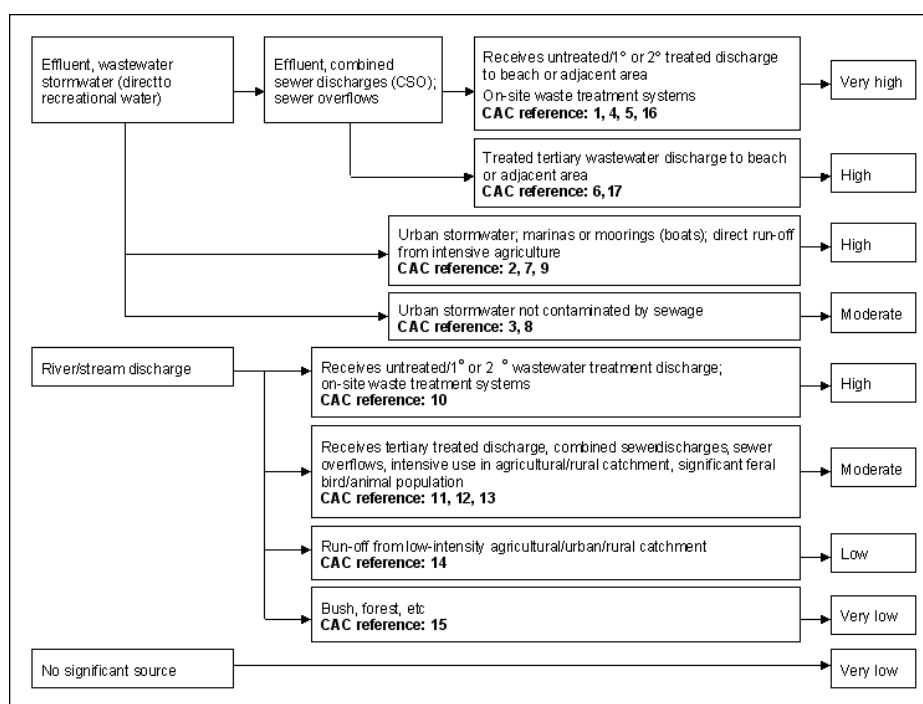 Effluent, wastewater
stormwater (directto
recreational water)
Effluent, combined
sewer discharges (CSO);
sewer overflows
Receives untreated/1° or 2° treated discharge
to beach or adjacent area
On-site waste treatment systems
CAC reference: 1, 4, 5, 16
Very high
Treated tertiary wastewater discharge to beach
or adjacent area
CAC reference: 6, 17
High
Urban stormwater; marinas or moorings (boats); direct run-off
from intensive agriculture
CAC reference: 2, 7, 9
High
Urban stormwater not contaminated by sewage
CAC reference: 3, 8
Moderate
River/stream discharge
Receives untreated/1° or 2 ° wastewater treatment discharge;
on-site waste treatment systems
CAC reference: 10
High
Receives tertiary treated discharge, combined sewerdischarges, sewer
overflows, intensive use in agricultural/rural catchment, significant feral
bird/animal population
CAC reference: 11, 12, 13
Moderate
Run-off from low-intensity agricultural/urban/rural catchment
CAC reference: 14
Low
Bush, forest, etc
CAC reference: 15
Very low
No significant source
Very low